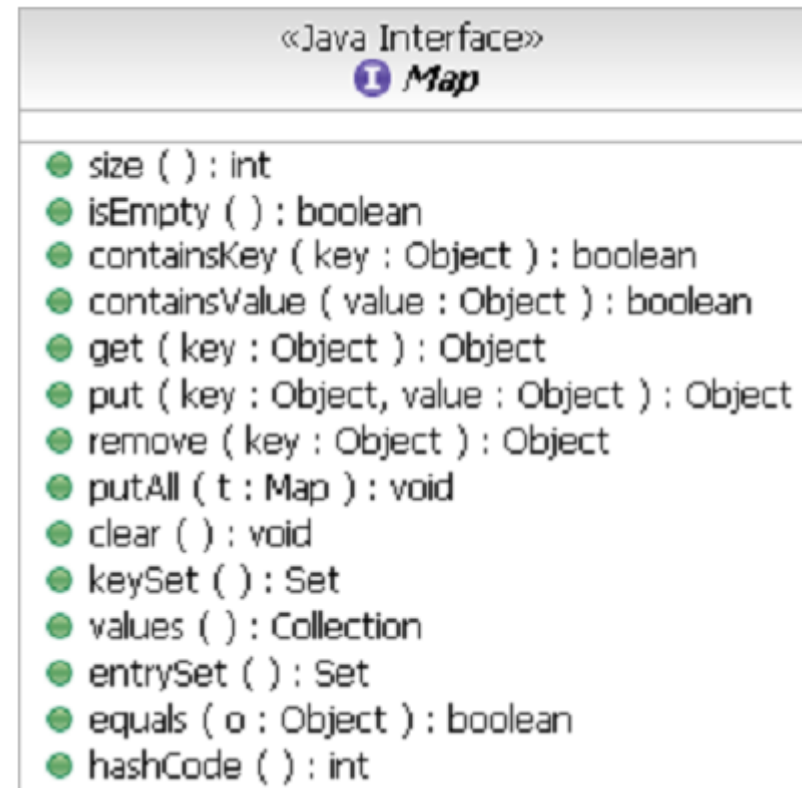 «Java Interface»
I Map
size ( ) : int
isEmpty ( ) : boolean
containsKey ( key : Object ) : boolean
containsValue ( value : Object ) : boolean
get ( key : Object ) : Object
put ( key : Object, value : Object ) : Object
remove ( key : Object ) : Object
putAll ( t : Map ) : void
clear ( ) : void
keySet ( ) : Set
values ( ) : Collection
entrySet ( ) : Set
equals ( o : Object ) : boolean
hashCode ( ) : int